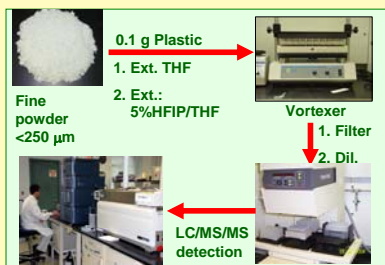 0.1 g Plastic
1. Ext. THF
2. Ext.:
5%HFIP/THF
Fine
powder
<250 µm
Vortexer
1. Filter
2. Dil.
LC/MS/MS
detection